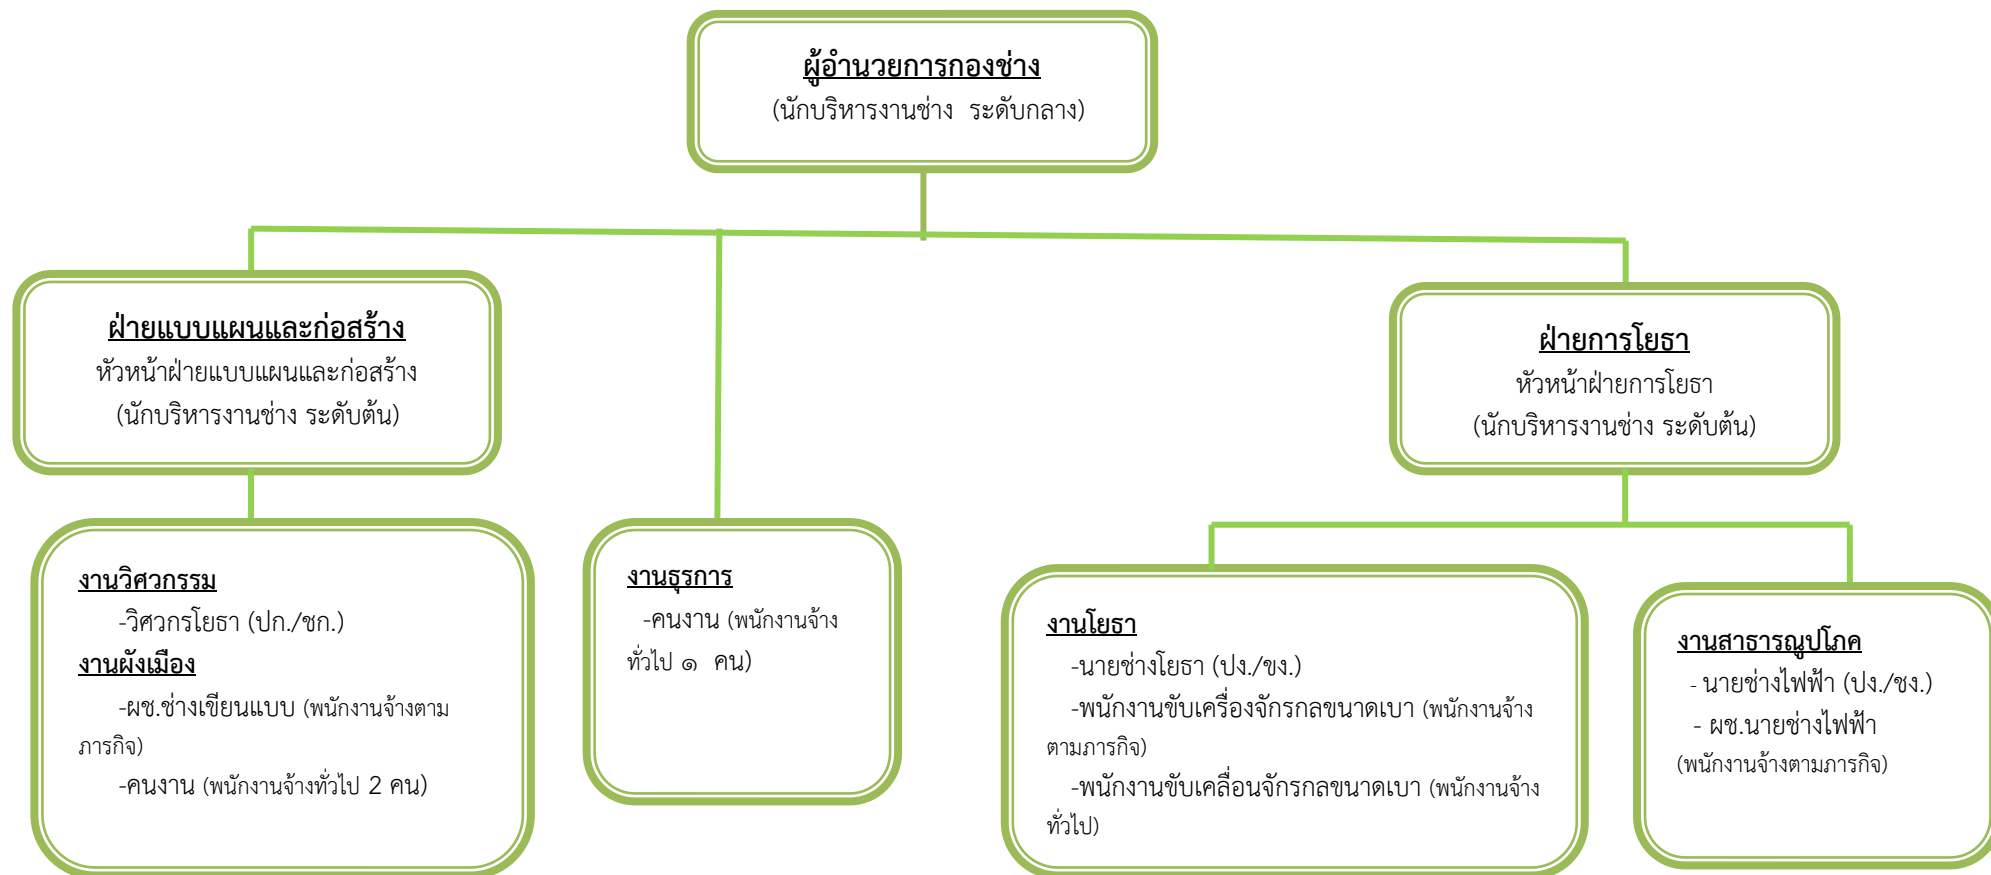 ผู้อำนวยการกองช่าง
(นักบริหารงานช่าง ระดับกลาง)
ฝ่ายแบบแผนและก่อสร้าง
หัวหน้าฝ่ายแบบแผนและก่อสร้าง
(นักบริหารงานช่าง ระดับต้น)
ฝ่ายการโยธา
หัวหน้าฝ่ายการโยธา
(นักบริหารงานช่าง ระดับต้น)
งานวิศวกรรม
-วิศวกรโยธา (ปก./ชก.)
งานผังเมือง
-ผช.ช่างเขียนแบบ (พนักงานจ้างตาม
ภารกิจ)
-คนงาน (พนักงานจ้างทั่วไป 2 คน)
งานธุรการ
-คนงาน (พนักงานจ้าง
ทั่วไป ๑ คน)
งานโยธา
-นายช่างโยธา (ปง./ขง.)
-พนักงานขับเครื่องจักรกลขนาดเบา (พนักงานจ้าง
ตามภารกิจ)
-พนักงานขับเคลื่อนจักรกลขนาดเบา (พนักงานจ้าง
ทั่วไป)
งานสาธารณูปโภค
- นายช่างไฟฟ้า (ปง./ชง.)
- ผช.นายช่างไฟฟ้า
(พนักงานจ้างตามภารกิจ)